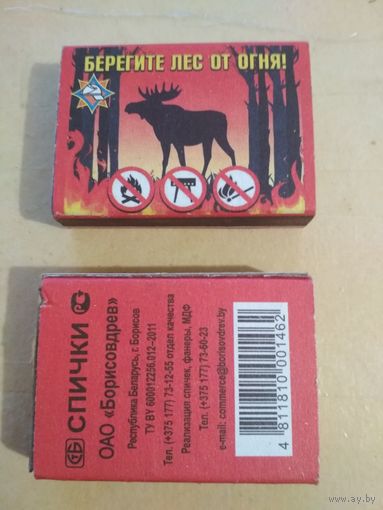 БЕРЕГИТЕ ЛЕС ОТ ОГНЯ!
СПИЧКИ
ОАО «Борисовдрев»
Республика Беларусь, г. Борисов
ТУ BY 600012256.012-2011
Тел. (+375 177) 73-12-55 отдел качества
Реализация спичек, фанеры, МДФ
Тел. (+375 177) 73-60-23
e-mail: commerce@borisovdrev.by
4 811810 001462
www.ay.by